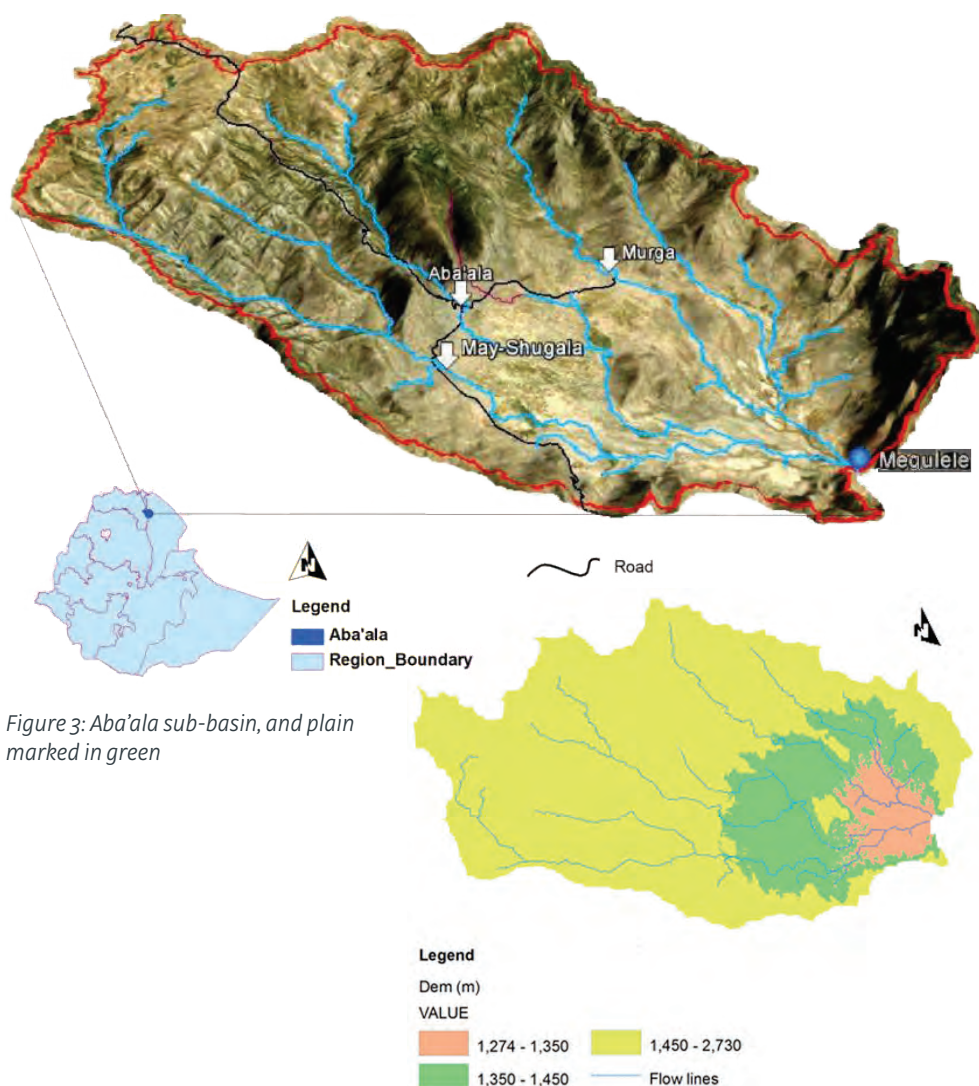 Murga
Aba'ala
May-Shugala
Megulele
N
Road
Legend
Aba'ala
Region_Boundary
N
Figure 3: Aba'ala sub-basin, and plain
marked in green
Legend
Dem (m)
VALUE
1,274 - 1,350
1,450 - 2,730
1,350 - 1,450
Flow lines